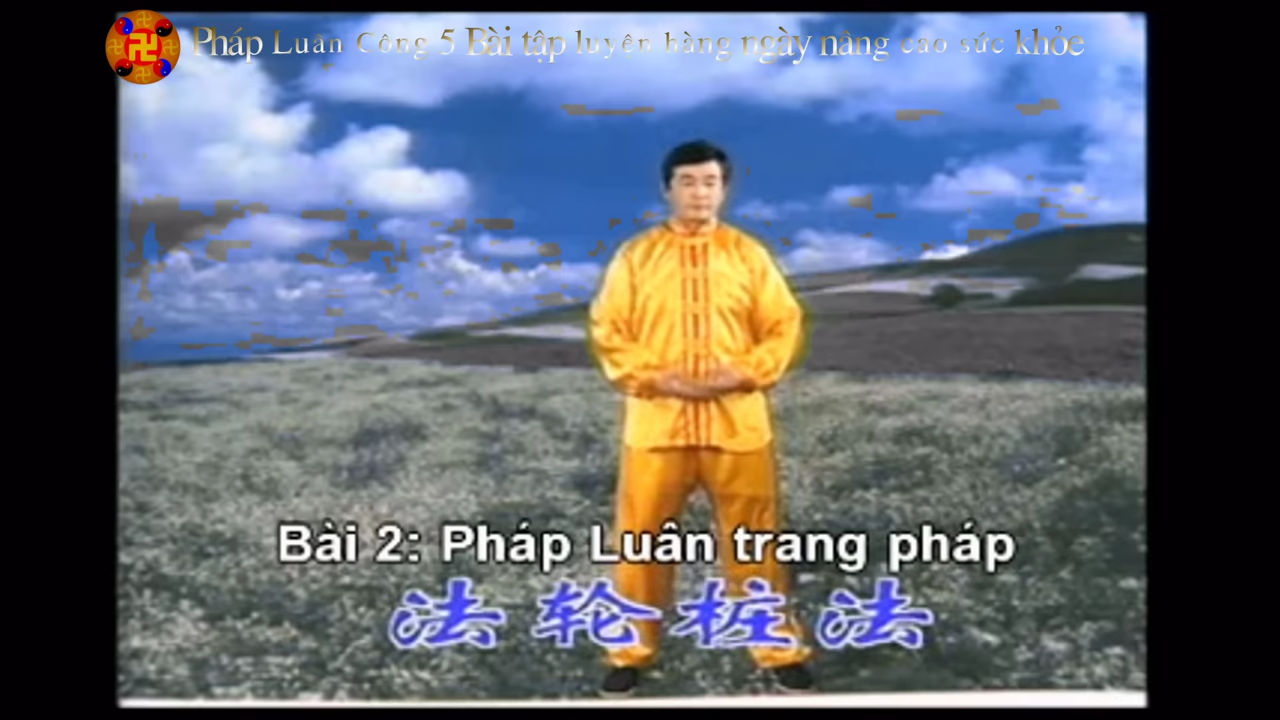 Pháp Luân Công 5 Bài tập luyện hàng ngày nâng cao sức khỏe
Bài 2: Pháp Luân trang pháp
法轮桩法